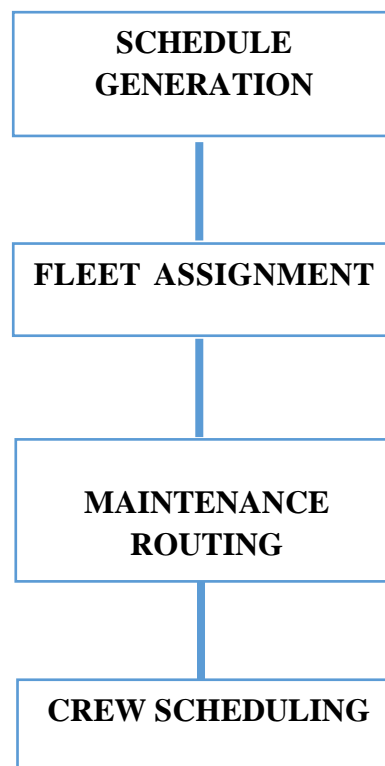 SCHEDULE
GENERATION
FLEET ASSIGNMENT
MAINTENANCE
ROUTING
CREW SCHEDULING